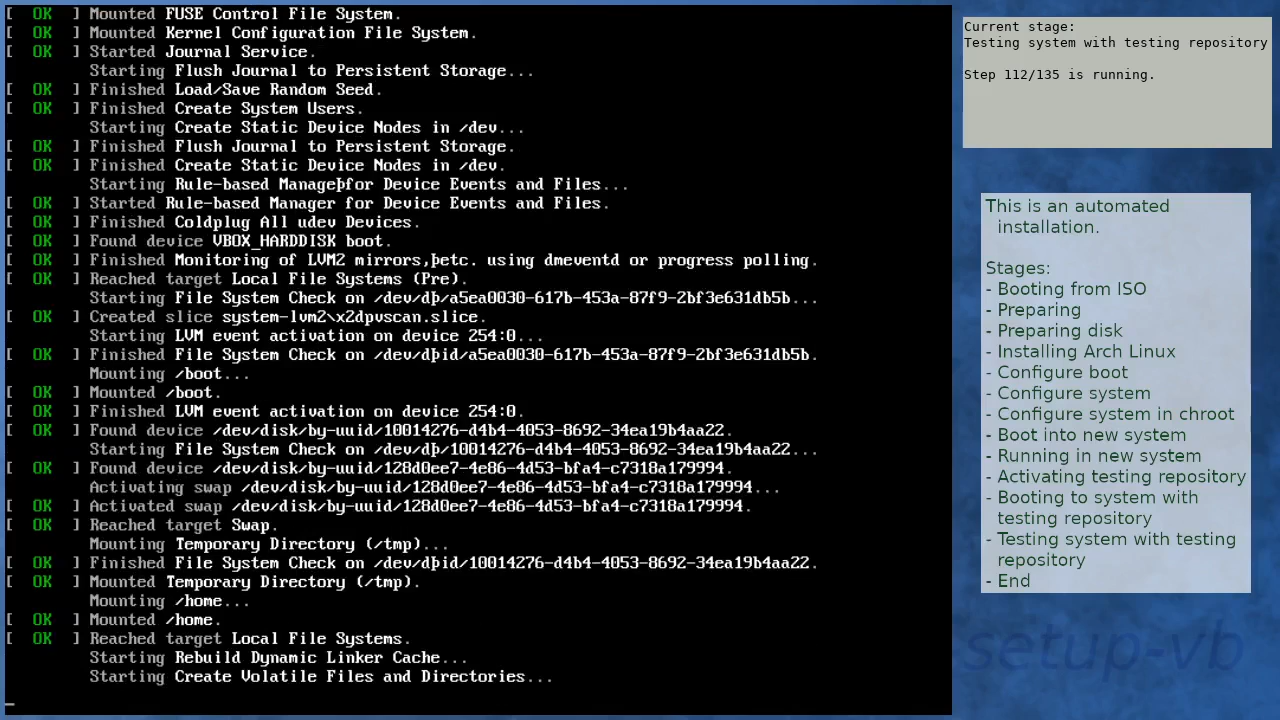 [  OK  ] Mounted FUSE Control File System.
[  OK  ] Mounted Kernel Configuration File System.
[  OK  ] Started Journal Service.
Starting Flush Journal to Persistent Storage...
[  OK  ] Finished Load/Save Random Seed.
[  OK  ] Finished Create System Users.
Starting Create Static Device Nodes in /dev...
[  OK  ] Finished Flush Journal to Persistent Storage.
[  OK  ] Finished Create Static Device Nodes in /dev.
Starting Rule-based Manageþfor Device Events and Files...
[  OK  ] Started Rule-based Manager for Device Events and Files.
[  OK  ] Finished Coldplug All udev Devices.
[  OK  ] Found device VBOX_HARDDISK boot.
[  OK  ] Finished Monitoring of LVM2 mirrors,þetc. using dmeventd or progress polling.
[  OK  ] Reached target Local File Systems (Pre).
Starting File System Check on /dev/dþ/a5ea0030-617b-453a-87f9-2bf3e631db5b...
[  OK  ] Created slice system-lvm2\x2dpvscan.slice.
Starting LVM event activation on device 254:0...
[  OK  ] Finished File System Check on /dev/dþid/a5ea0030-617b-453a-87f9-2bf3e631db5b.
Mounting /boot...
[  OK  ] Mounted /boot.
[  OK  ] Finished LVM event activation on device 254:0.
[  OK  ] Found device /dev/disk/by-uuid/10014276-d4b4-4053-8692-34ea19b4aa22.
Starting File System Check on /dev/dþ/10014276-d4b4-4053-8692-34ea19b4aa22...
[  OK  ] Found device /dev/disk/by-uuid/128d0ee7-4e86-4d53-bfa4-c7318a179994.
Activating swap /dev/disk/by-uuid/128d0ee7-4e86-4d53-bfa4-c7318a179994...
[  OK  ] Activated swap /dev/disk/by-uuid/128d0ee7-4e86-4d53-bfa4-c7318a179994.
[  OK  ] Reached target Swap.
Mounting Temporary Directory (/tmp)...
[  OK  ] Finished File System Check on /dev/dþid/10014276-d4b4-4053-8692-34ea19b4aa22.
[  OK  ] Mounted Temporary Directory (/tmp).
Mounting /home...
[  OK  ] Mounted /home.
[  OK  ] Reached target Local File Systems.
Starting Rebuild Dynamic Linker Cache...
Starting Create Volatile Files and Directories...
_
Current stage:
Testing system with testing repository
Step 112/135 is running.
This is an automated
installation.
Stages:
- Booting from ISO
- Preparing
- Preparing disk
- Installing Arch Linux
- Configure boot
- Configure system
- Configure system in chroot
- Boot into new system
- Running in new system
- Activating testing repository
- Booting to system with
testing repository
- Testing system with testing
repository
- End
setup-vb